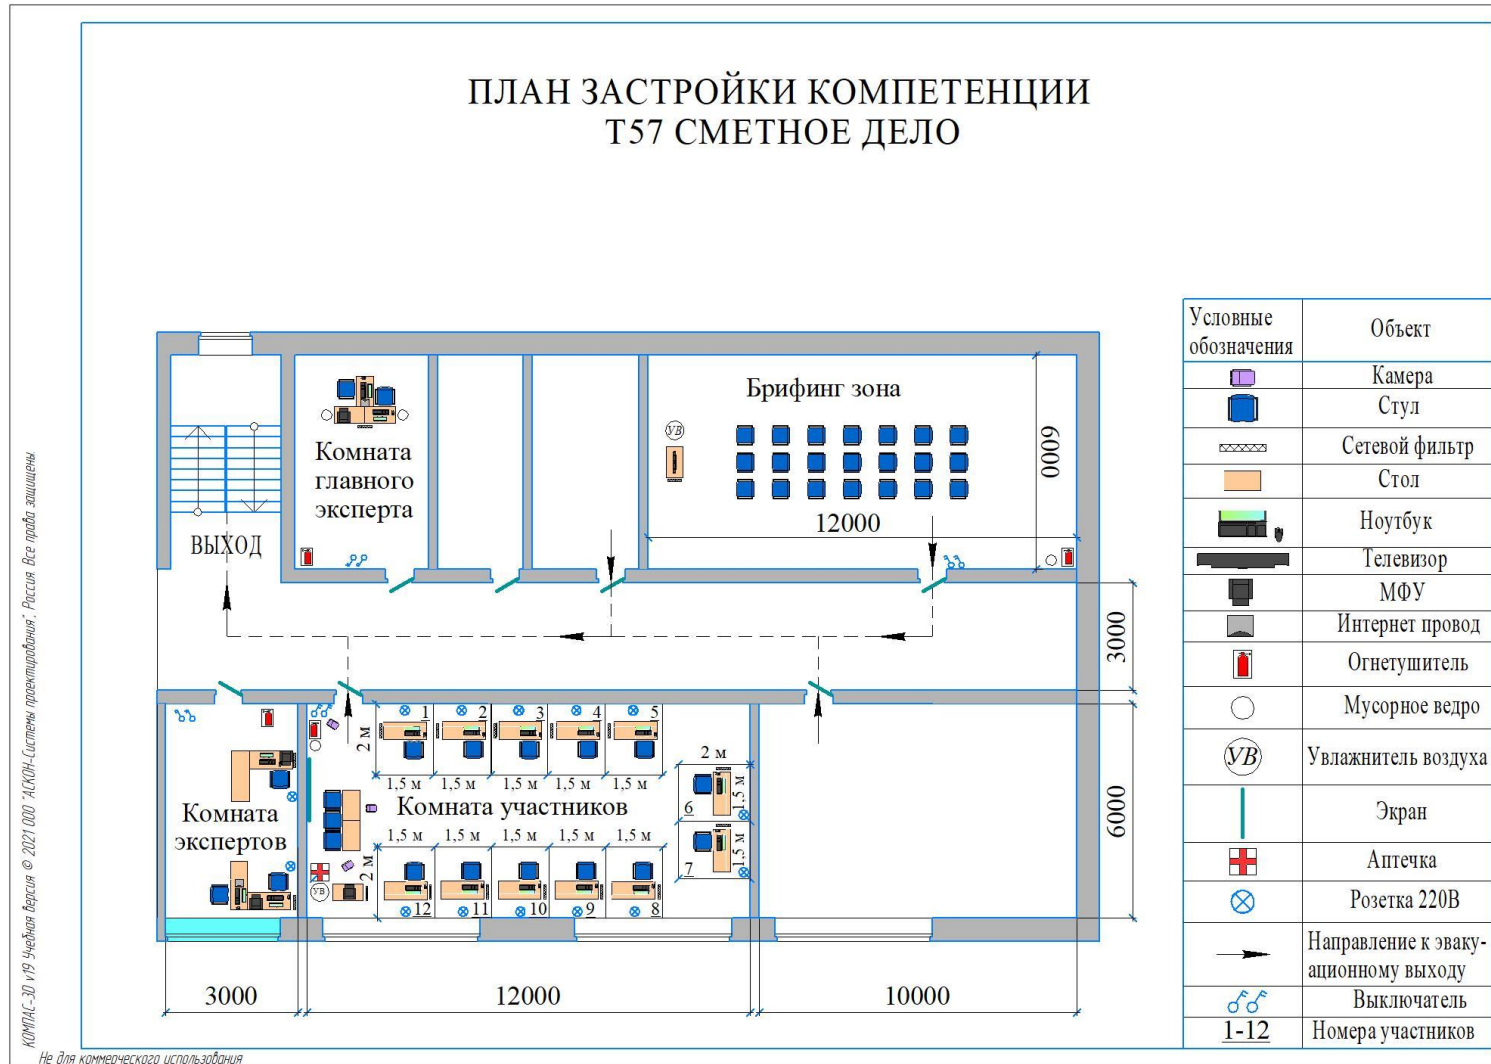 ПЛАН ЗАСТРОЙКИ КОМПЕТЕНЦИИ
Т57 СМЕТНОЕ ДЕЛО
Условные
обозначения
Объект
Камера
Стул
Сетевой фильтр
Стол
Ноутбук
Телевизор
МФУ
Интернет провод
Огнетушитель
Мусорное ведро
УВ
Увлажнитель воздуха
Экран
Аптечка
Розетка 220В
Направление к эваку-
ационному выходу
Выключатель
1-12
Номера участников
Комната
главного
эксперта
Брифинг зона
УВ
6000
12000
ВЫХОД
3000
1
2
3
4
5
2 м
1,5 м
1,5 м
1,5 м
1,5 м
1,5 м
2 м
6
1,5 м
7
1,5 м
Комната
экспертов
Комната участников
1,5 м
1,5 м
1,5 м
1,5 м
1,5 м
2 м
УВ
12
11
10
9
8
6000
3000
12000
10000
КОМПАС-3D v19 Учебная версия © 2021 ООО "АСКОН-Системы проектирования", Россия. Все права защищены
Не для коммерческого использования